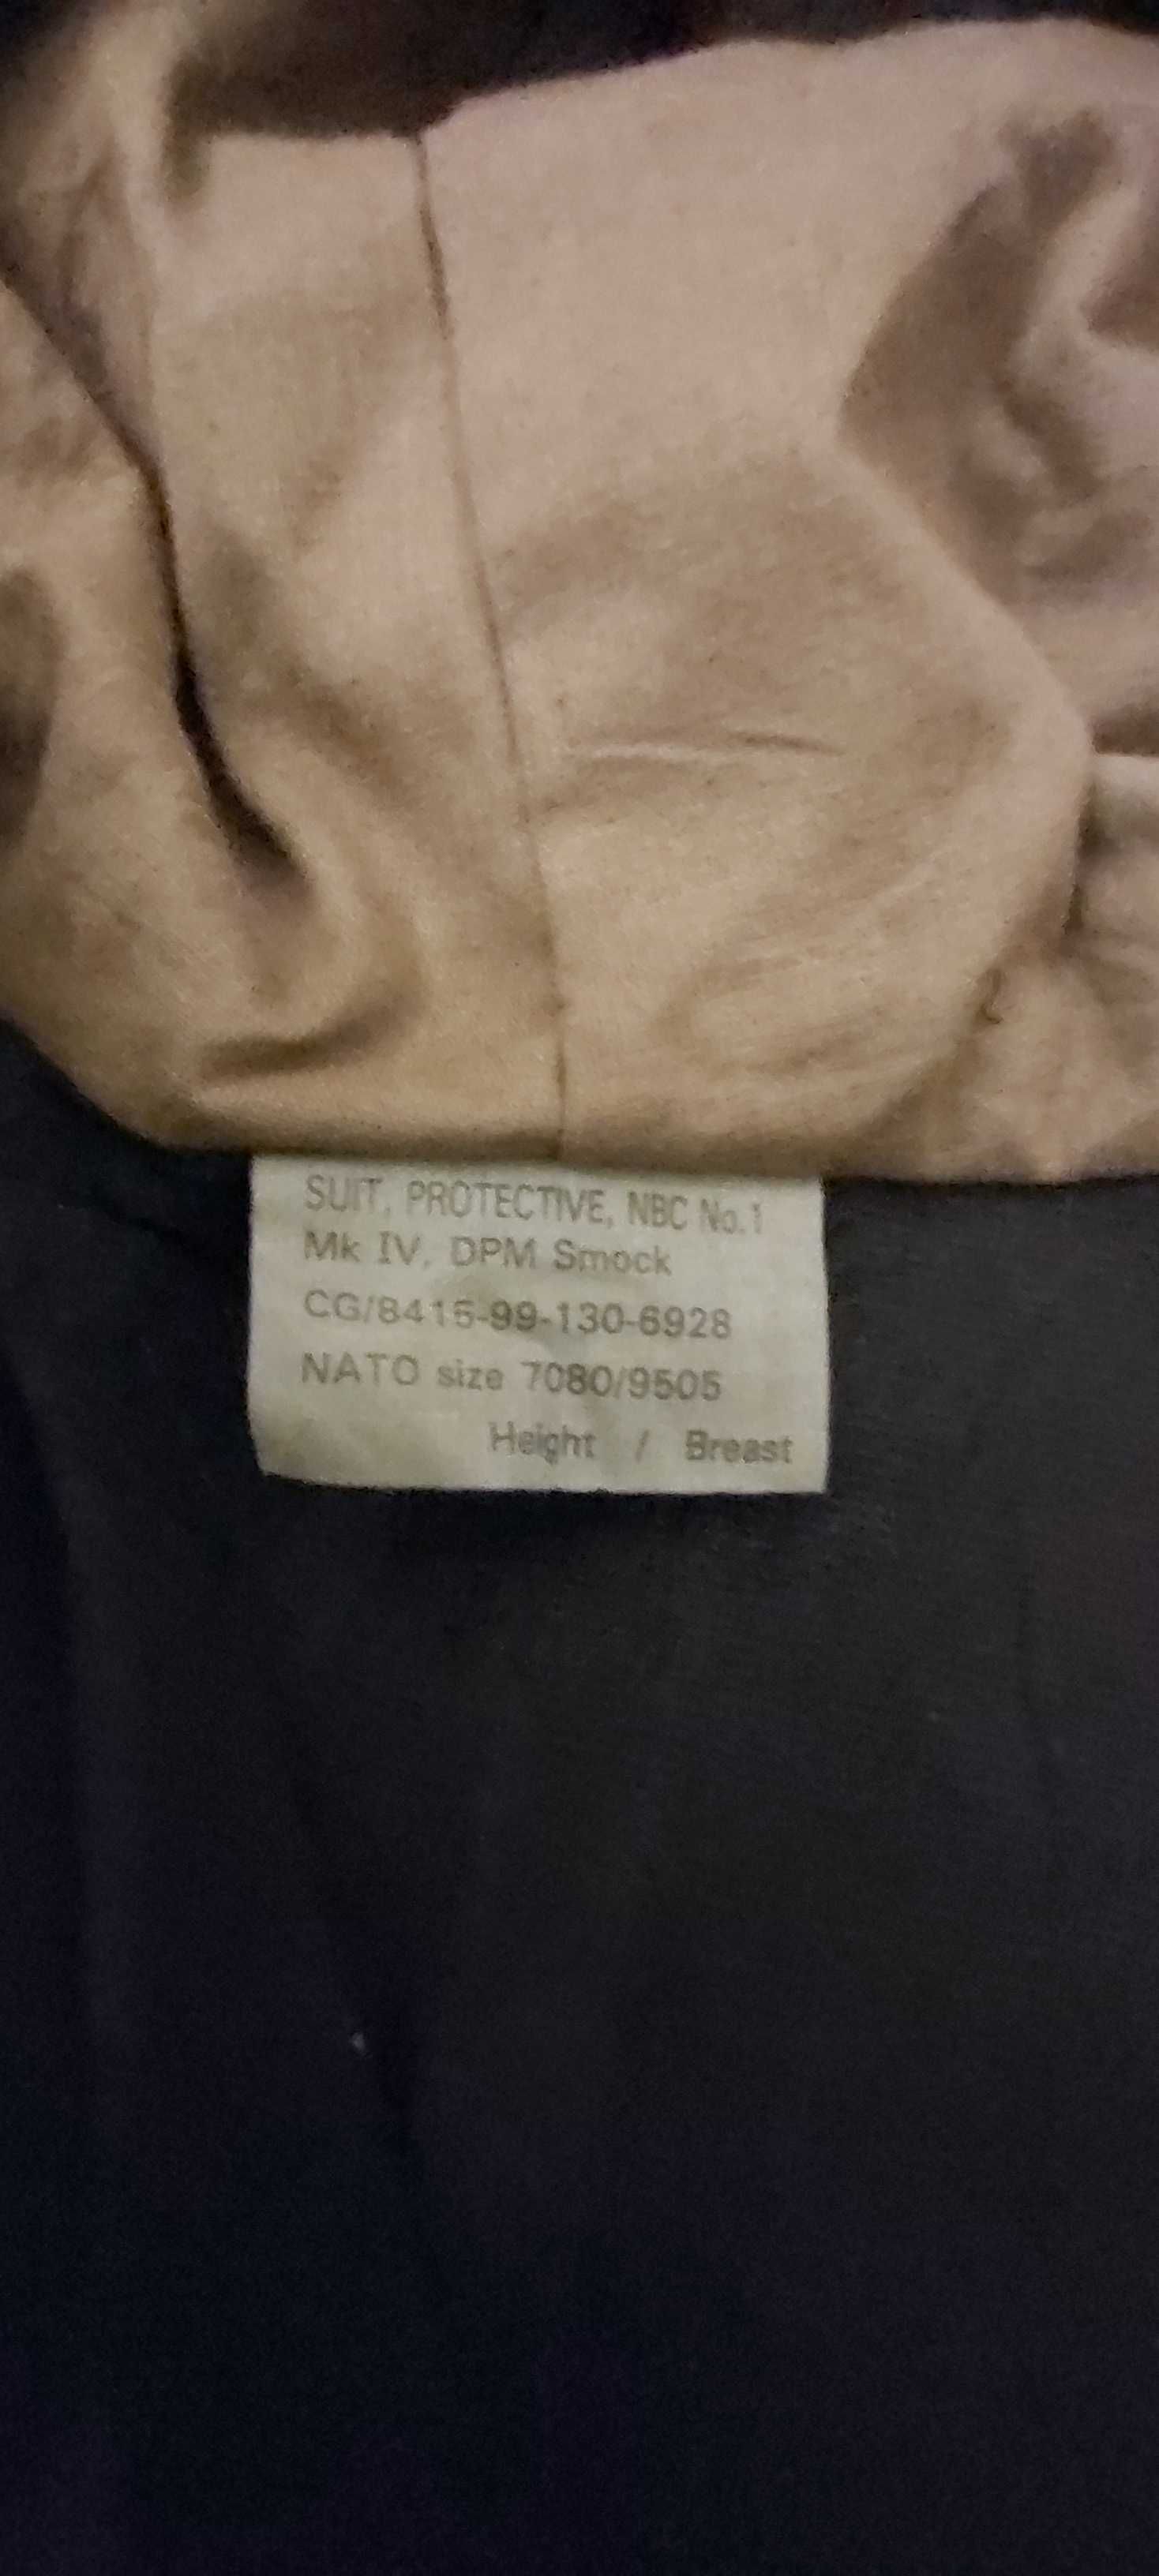 SUIT, PROTECTIVE, NBC No.1
Mk IV, DPM Smock
CG/8415-99-130-6928
NATO size 7080/9505
Height / Breast